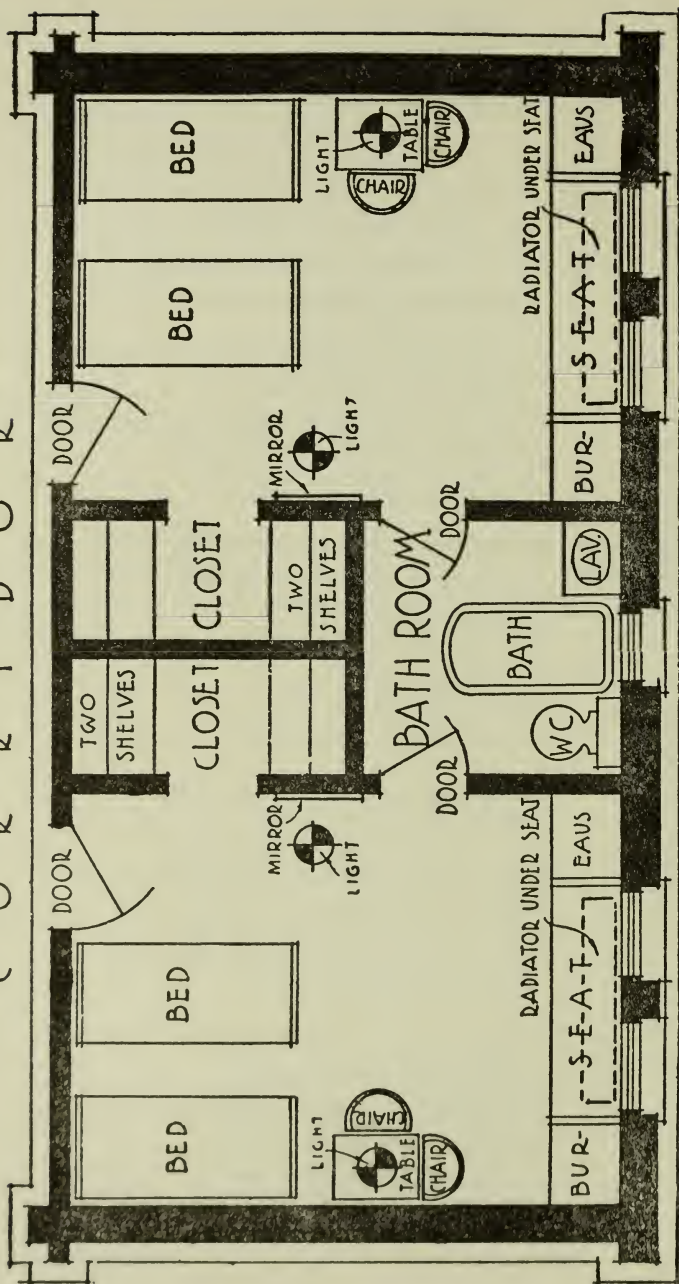 CORRIDOR
DOOR
DOOR
BED
BED
TWO
SHELVES
CLOSET
CLOSET
TWO
SHELVES
BED
BED
LIGHT
TABLE
CHAIR
CHAIR
MIRROR
LIGHT
MIRROR
LIGHT
LIGHT
TABLE
CHAIR
CHAIR
BATH ROOM
DOOR
DOOR
RADIATOR UNDER SEAT
BUR-
SEAT
EAUS
WC
BATH
LAV.
RADIATOR UNDER SEAT
BUR-
SEAT
EAUS